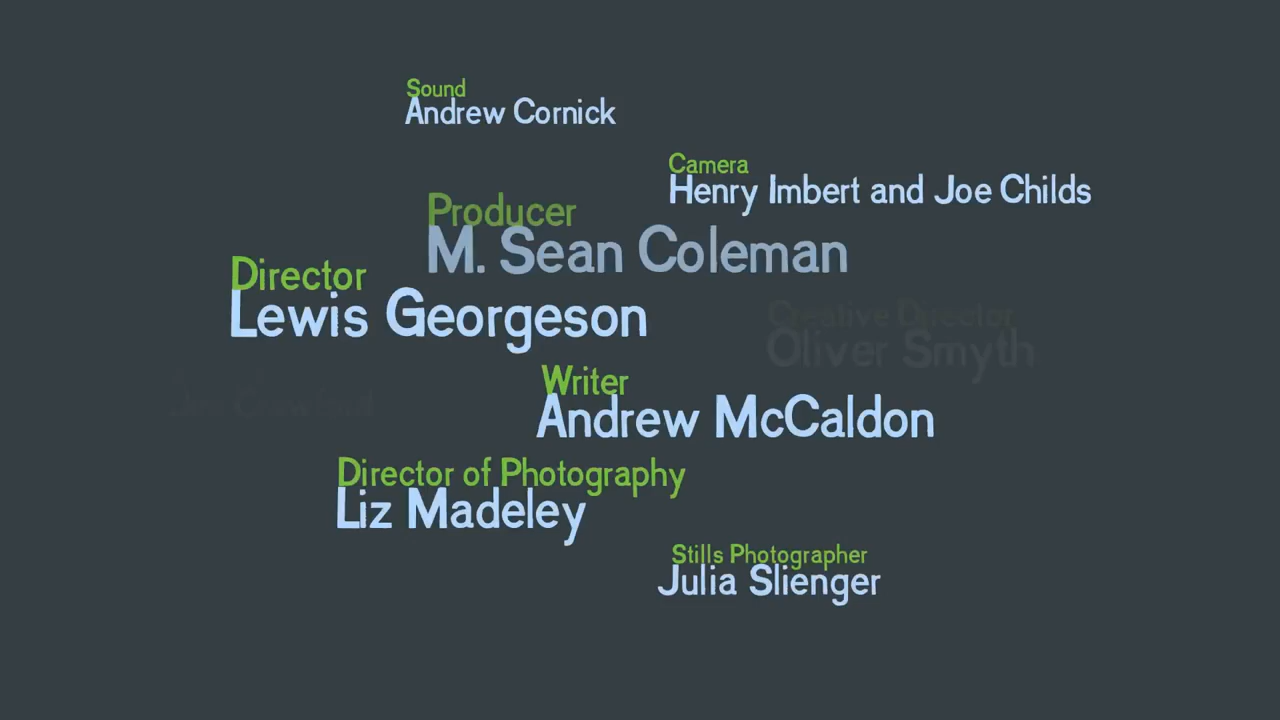 Sound
Andrew Cornick
Camera
Henry Imbert and Joe Childs
Producer
M. Sean Coleman
Director
Lewis Georgeson
Creative Director
Oliver Smyth
Writer
Andrew McCaldon
Director of Photography
Liz Madeley
Stills Photographer
Julia Slienger